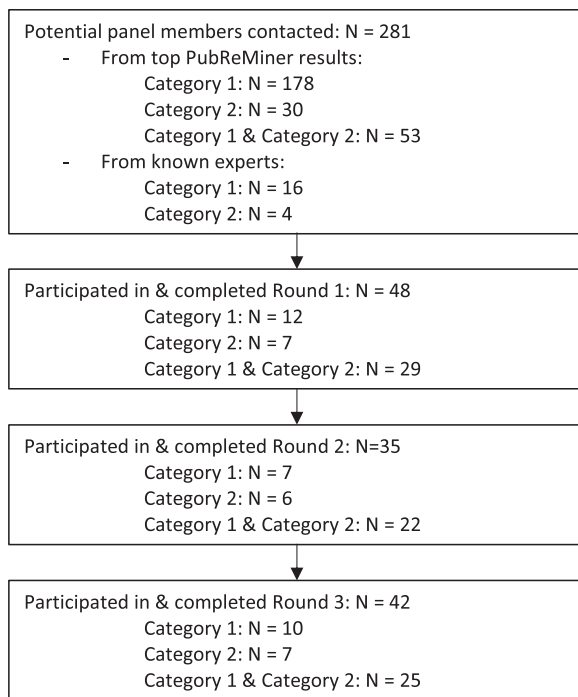 Potential panel members contacted: N = 281
- From top PubReMiner results:
Category 1: N = 178
Category 2: N = 30
Category 1 & Category 2: N = 53
- From known experts:
Category 1: N = 16
Category 2: N = 4
Participated in & completed Round 1: N = 48
Category 1: N = 12
Category 2: N = 7
Category 1 & Category 2: N = 29
Participated in & completed Round 2: N=35
Category 1: N = 7
Category 2: N = 6
Category 1 & Category 2: N = 22
Participated in & completed Round 3: N = 42
Category 1: N = 10
Category 2: N = 7
Category 1 & Category 2: N = 25